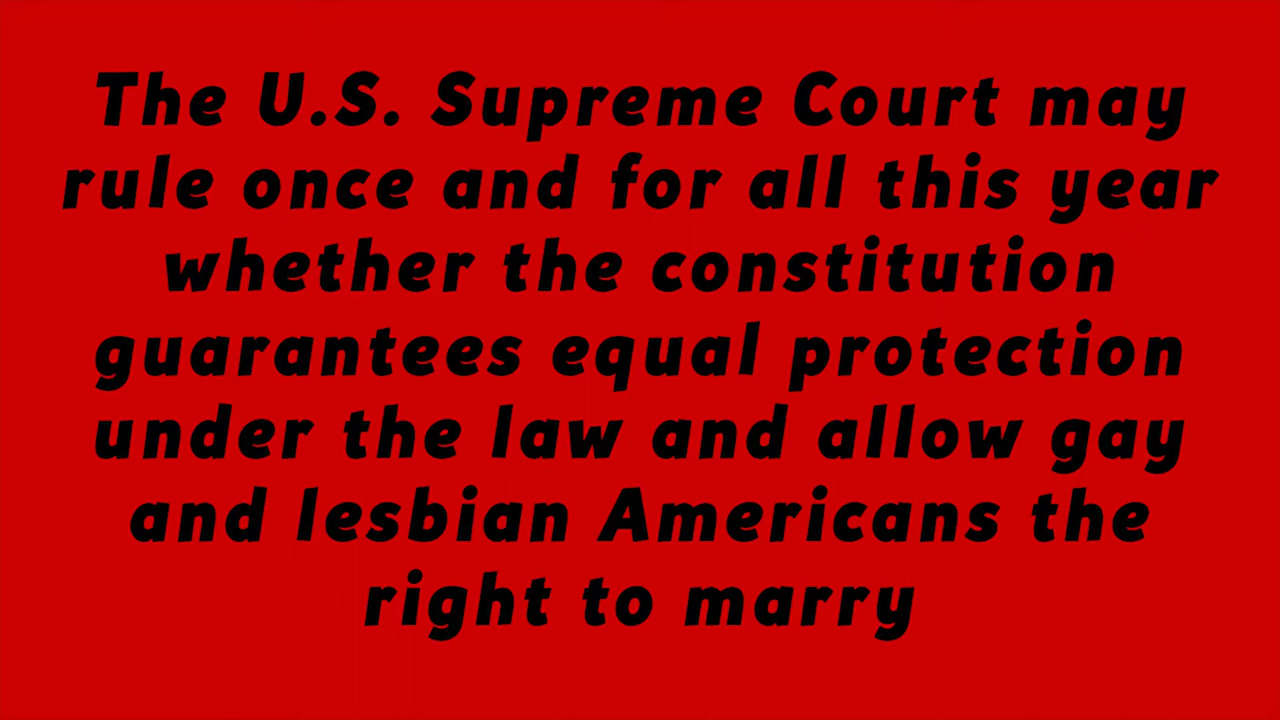 The U.S. Supreme Court may
rule once and for all this year
whether the constitution
guarantees equal protection
under the law and allow gay
and lesbian Americans the
right to marry